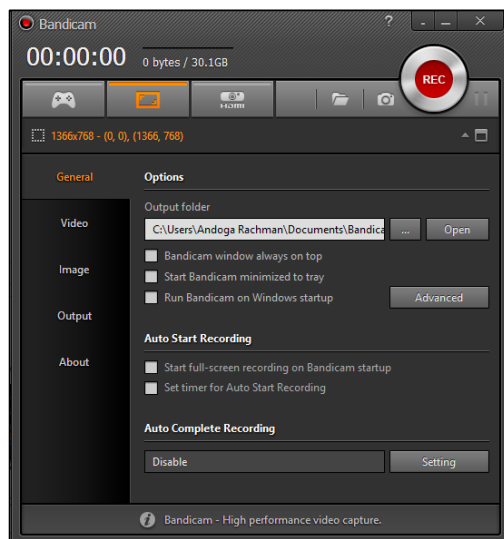 Bandicam
00:00:00 0 bytes / 30.1GB
REC
HDMI
1366x768 - (0, 0), (1366, 768)
General
Video
Image
Output
About
Options
Output folder
C:\Users\Andoga Rachman\Documents\Bandica
... Open
Bandicam window always on top
Start Bandicam minimized to tray
Run Bandicam on Windows startup
Advanced
Auto Start Recording
Start full-screen recording on Bandicam startup
Set timer for Auto Start Recording
Auto Complete Recording
Disable Setting
Bandicam - High performance video capture.